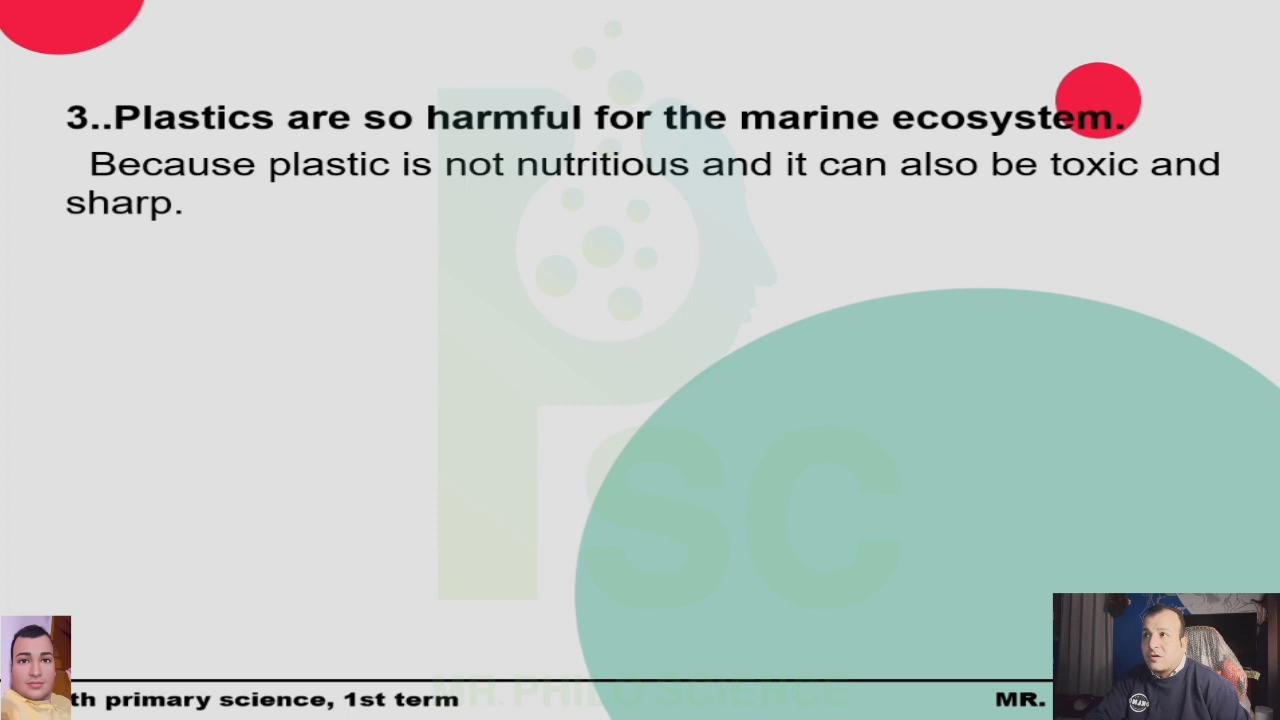 3..Plastics are so harmful for the marine ecosystem.
Because plastic is not nutritious and it can also be toxic and
sharp.
PSC
MR. PHILO SCIENCE
th primary science, 1st term
MR.